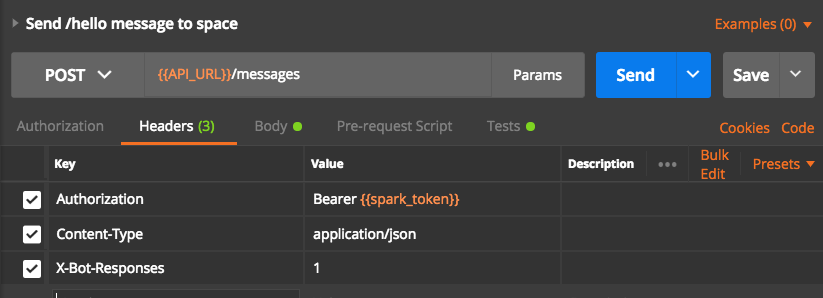 Send /hello message to space
Examples (0)
POST
{{API_URL}}/messages
Params
Send
Save
Authorization
Headers (3)
Body
Pre-request Script
Tests
Cookies
Code
Key
Value
Description
Bulk
Edit
Presets
Authorization
Bearer {{spark_token}}
Content-Type
application/json
X-Bot-Responses
1